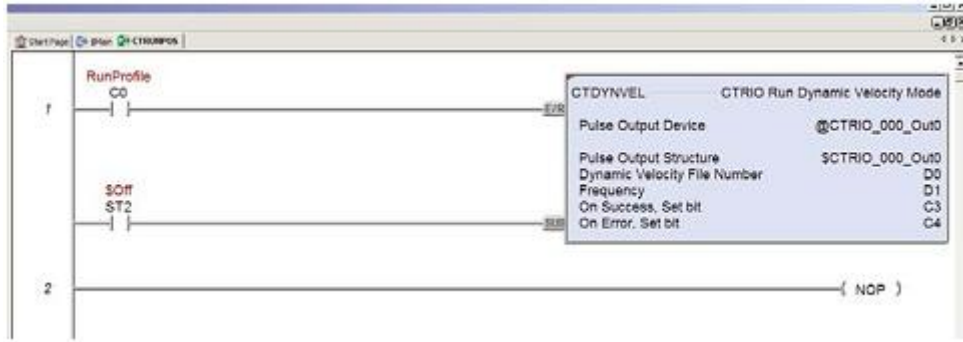 Start Page $Main CTRUNPOS
RunProfile
C0
1
CTDYNVEL CTRIO Run Dynamic Velocity Mode
E/R
Pulse Output Device @CTRIO_000_Out0
Pulse Output Structure $CTRIO_000_Out0
Dynamic Velocity File Number D0
$Off
Frequency D1
ST2
On Success, Set bit C3
On Error, Set bit C4
2
( NOP )